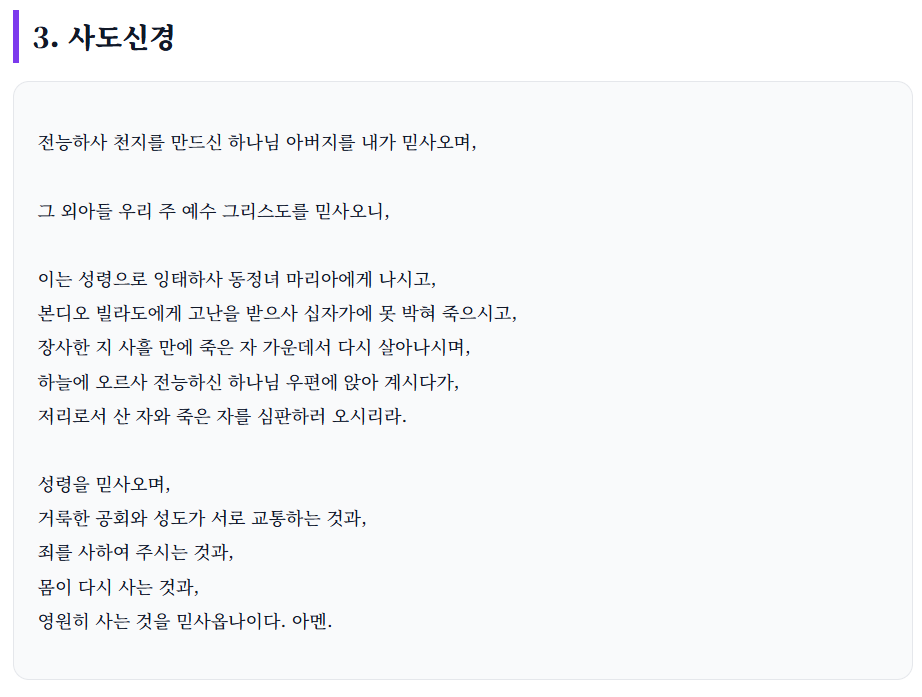 3. 사도신경
전능하사 천지를 만드신 하나님 아버지를 내가 믿사오며,
그 외아들 우리 주 예수 그리스도를 믿사오니,
이는 성령으로 잉태하사 동정녀 마리아에게 나시고,
본디오 빌라도에게 고난을 받으사 십자가에 못 박혀 죽으시고,
장사한 지 사흘 만에 죽은 자 가운데서 다시 살아나시며,
하늘에 오르사 전능하신 하나님 우편에 앉아 계시다가,
저리로서 산 자와 죽은 자를 심판하러 오시리라.
성령을 믿사오며,
거룩한 공회와 성도가 서로 교통하는 것과,
죄를 사하여 주시는 것과,
몸이 다시 사는 것과,
영원히 사는 것을 믿사옵나이다. 아멘.